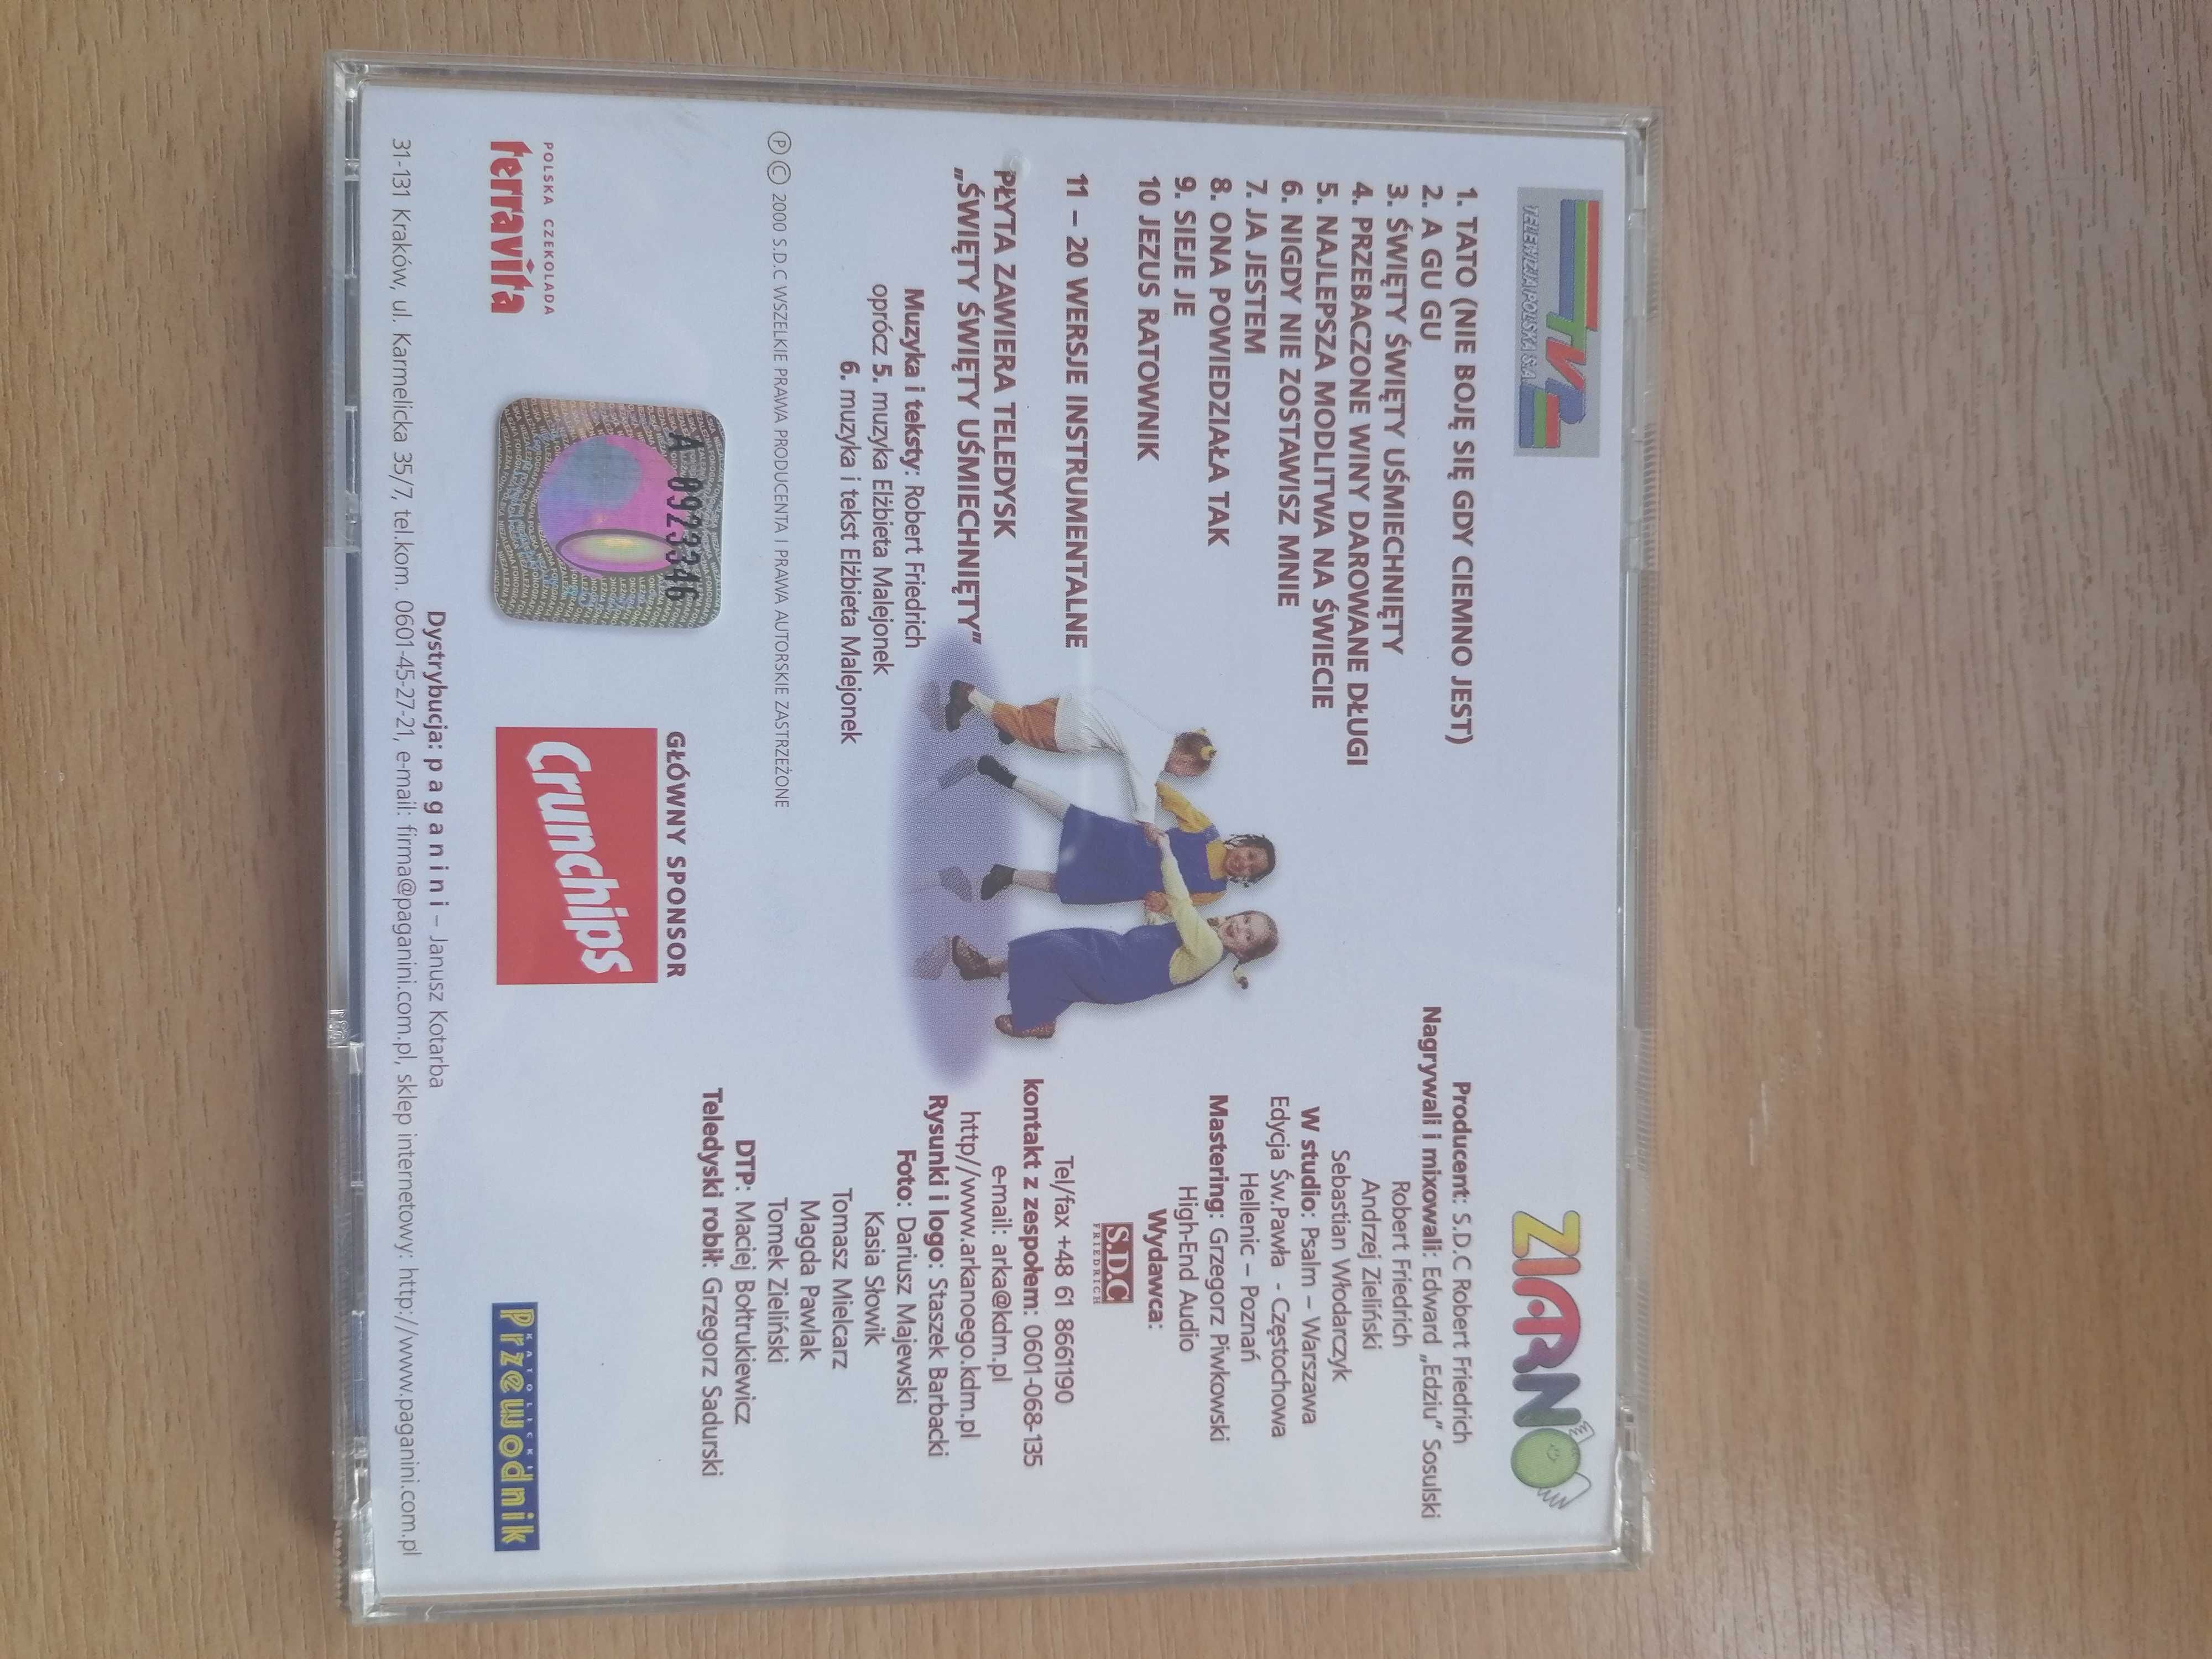 TVP
TELEWIZJA POLSKA S.A.
ZIARNO
1. TATO (NIE BOJĘ SIĘ GDY CIEMNO JEST)
2. A GU GU
3. ŚWIĘTY ŚWIĘTY UŚMIECHNIĘTY
4. PRZEBACZONE WINY DAROWANE DŁUGI
5. NAJLEPSZA MODLITWA NA ŚWIECIE
6. NIGDY NIE ZOSTAWISZ MNIE
7. JA JESTEM
8. ONA POWIEDZIAŁA TAK
9. SIEJE JE
10 JEZUS RATOWNIK
11 – 20 WERSJE INSTRUMENTALNE
PŁYTA ZAWIERA TELEDYSK
„ŚWIĘTY ŚWIĘTY UŚMIECHNIĘTY”
Muzyka i teksty: Robert Friedrich
oprócz 5. muzyka Elżbieta Malejonek
6. muzyka i tekst Elżbieta Malejonek
Ⓟ Ⓒ 2000 S.D.C WSZELKIE PRAWA PRODUCENTA I PRAWA AUTORSKIE ZASTRZEŻONE
Producent: S.D.C Robert Friedrich
Nagrywali i mixowali: Edward „Edziu” Sosulski
Robert Friedrich
Andrzej Zieliński
Sebastian Włodarczyk
W studio: Psalm – Warszawa
Edycja Św.Pawła - Częstochowa
Hellenic – Poznań
Mastering: Grzegorz Piwkowski
High-End Audio
Wydawca:
S.D.C
FRIEDRICH
Tel/fax +48 61 8661190
kontakt z zespołem: 0601-068-135
e-mail: arka@kdm.pl
http//www.arkanoego.kdm.pl
Rysunki i logo: Staszek Barbacki
Foto: Dariusz Majewski
Kasia Słowik
Tomasz Mielcarz
Magda Pawlak
Tomek Zieliński
DTP: Maciej Bołtrukiewicz
Teledyski robił: Grzegorz Sadurski
POLSKA CZEKOLADA
terravita
A 0923346
GŁÓWNY SPONSOR
Crunchips
KATOLICKI
Przewodnik
Dystrybucja: paganini – Janusz Kotarba
31-131 Kraków, ul. Karmelicka 35/7, tel.kom. 0601-45-27-21, e-mail: firma@paganini.com.pl, sklep internetowy: http://www.paganini.com.pl